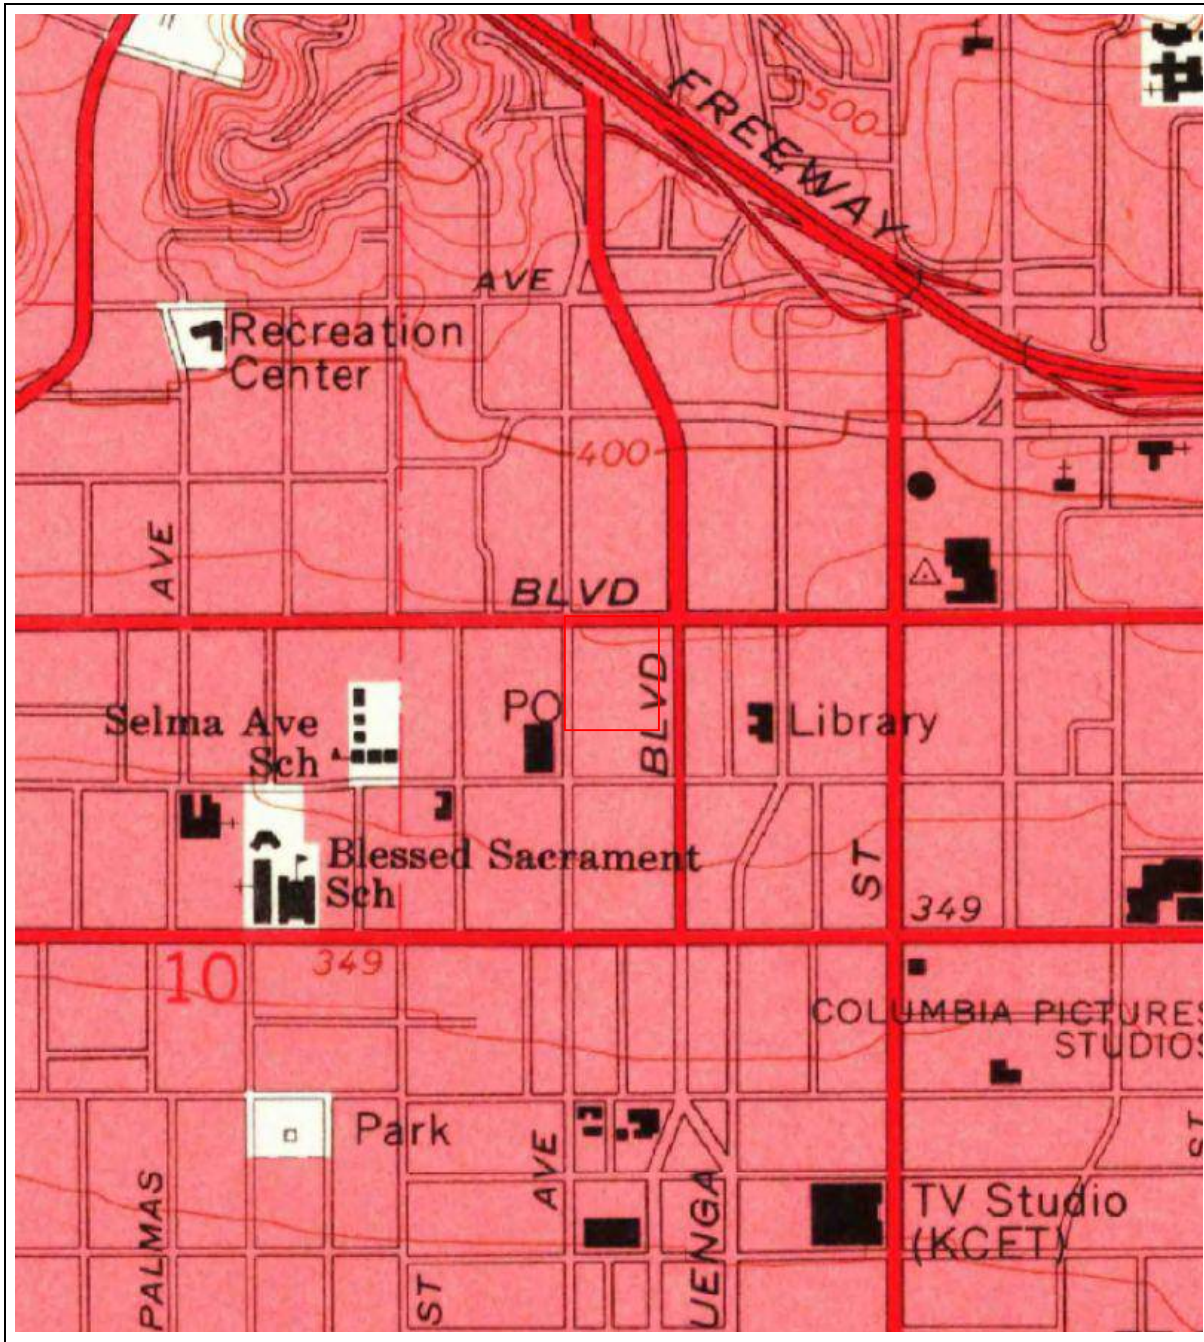 FREEWAY
500
AVE
Recreation
Center
400
AVE
BLVD
BLVD
PO
Library
Selma Ave
Sch
Blessed Sacrament
Sch
ST
349
349
10
COLUMBIA PICTURES
STUDIOS
Park
AVE
ST
PALMAS
ST
UENGA
TV Studio
(KCET)